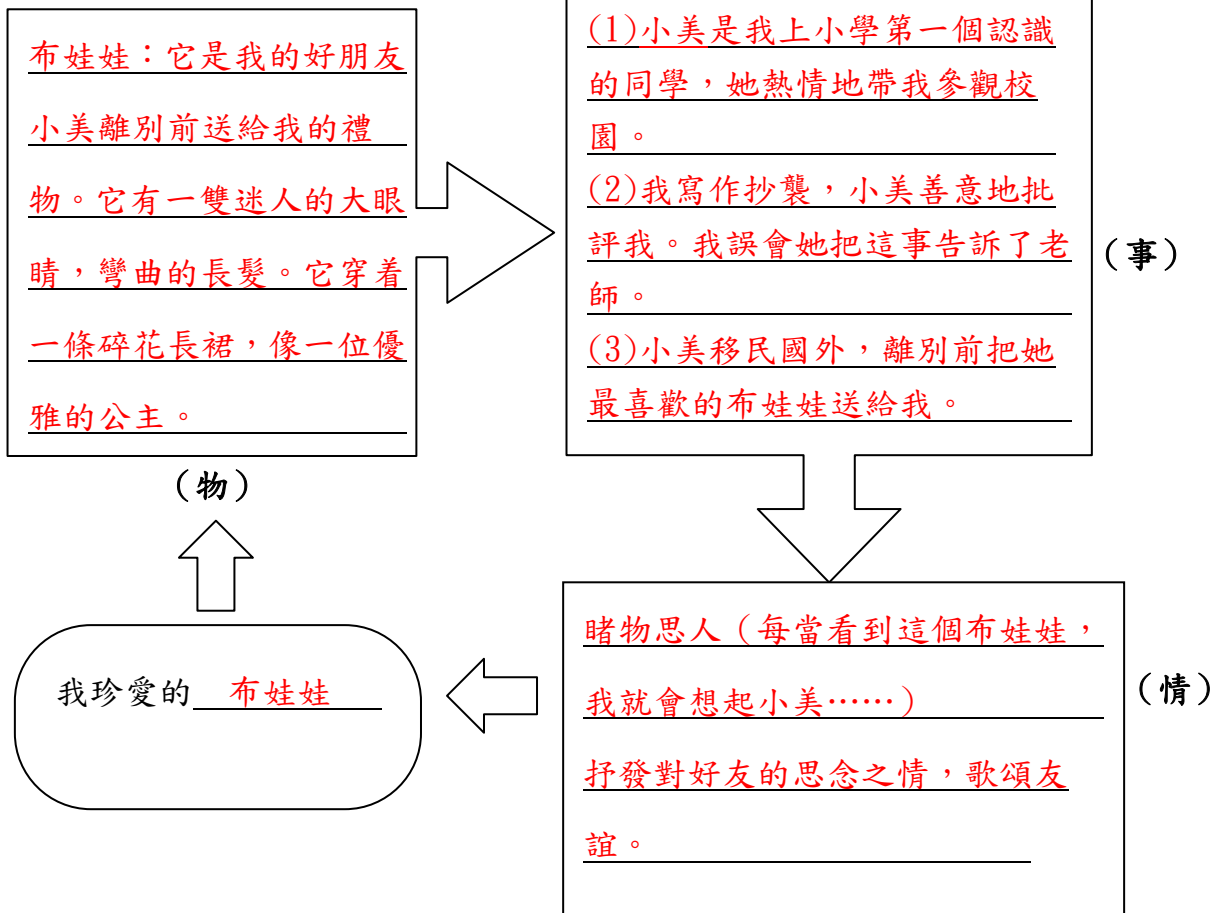 布娃娃：它是我的好朋友
小美離別前送給我的禮
物。它有一雙迷人的大眼
睛，彎曲的長髮。它穿着
一條碎花長裙，像一位優
雅的公主。
（物）
(1)小美是我上小學第一個認識
的同學，她熱情地帶我參觀校
園。
(2)我寫作抄襲，小美善意地批
評我。我誤會她把這事告訴了老
師。
(3)小美移民國外，離別前把她
最喜歡的布娃娃送給我。
（事）
睹物思人（每當看到這個布娃娃，
我就會想起小美……）
抒發對好友的思念之情，歌頌友
誼。
（情）
我珍愛的 布娃娃